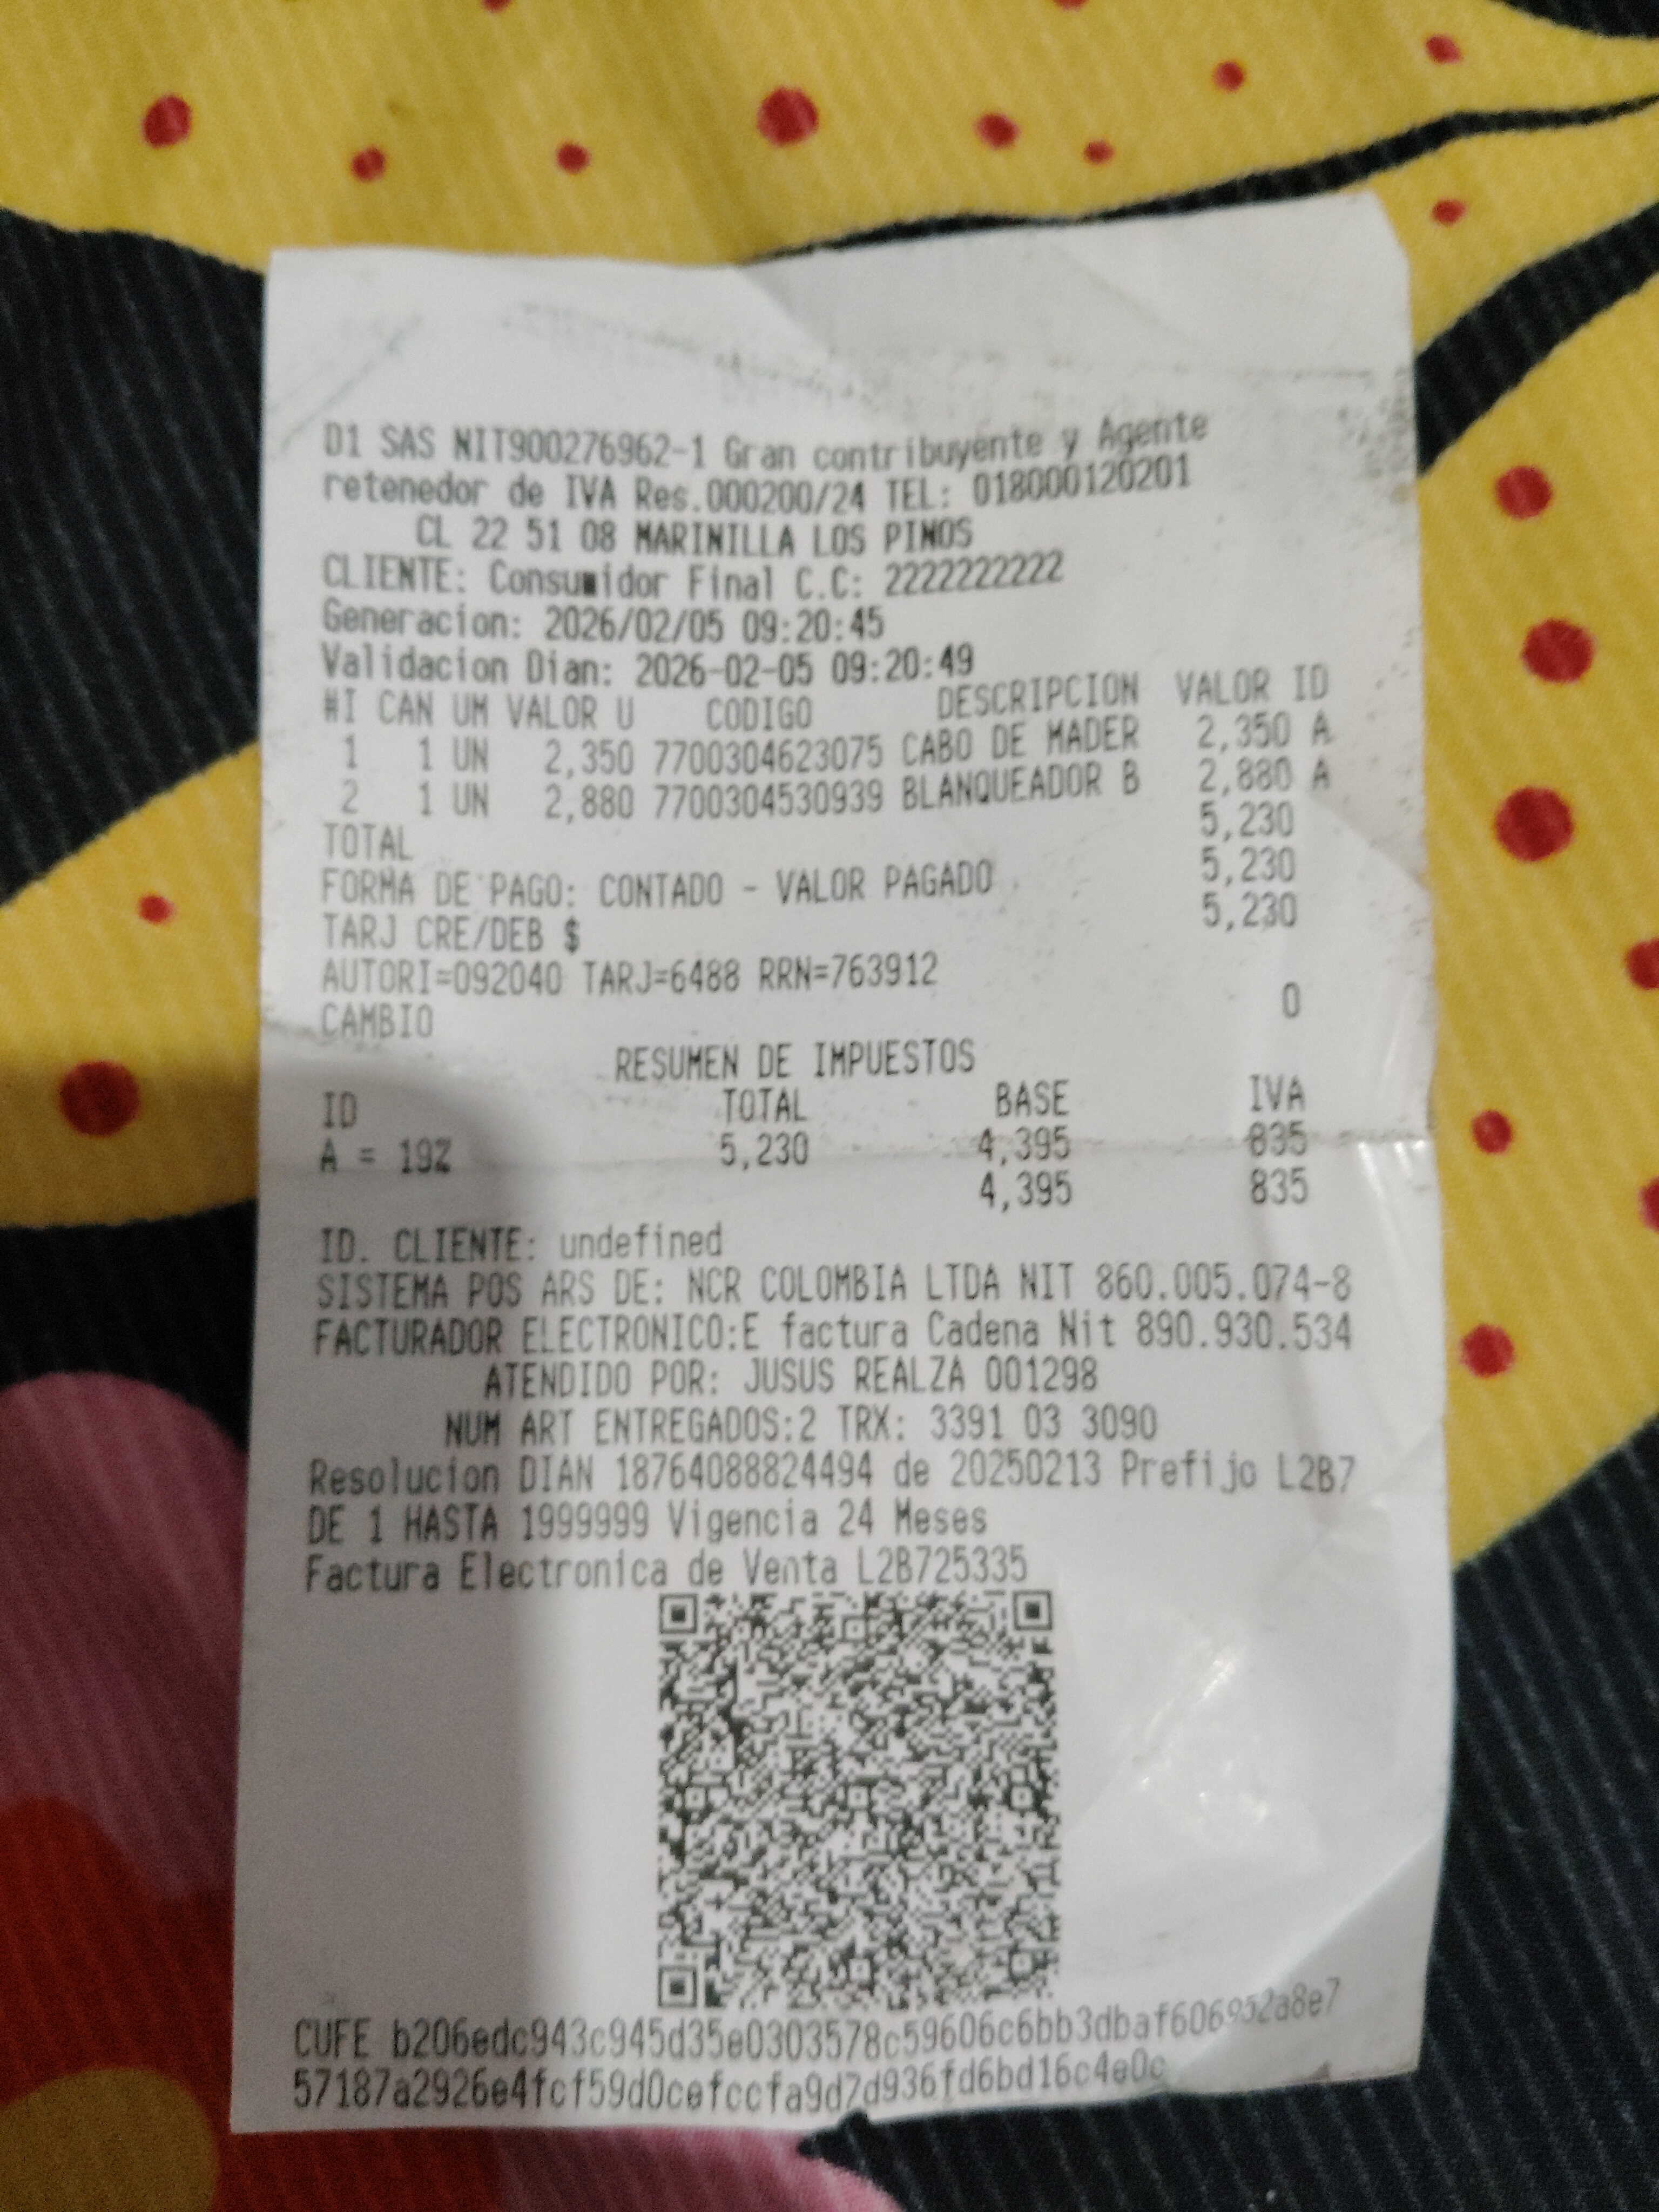 D1 SAS NIT900276962-1 Gran contribuyente y Agente
retenedor de IVA Res.000200/24 TEL: 018000120201
CL 22 51 08 MARINILLA LOS PINOS
CLIENTE: Consumidor Final C.C: 2222222222
Generacion: 2026/02/05 09:20:45
Validacion Dian: 2026-02-05 09:20:49
#I CAN UM VALOR U CODIGO DESCRIPCION VALOR ID
1 1 UN 2,350 7700304623075 CABO DE MADER 2,350 A
2 1 UN 2,880 7700304530939 BLANQUEADOR B 2,880 A
TOTAL 5,230
FORMA DE PAGO: CONTADO - VALOR PAGADO 5,230
TARJ CRE/DEB $ 5,230
AUTORI=092040 TARJ=6488 RRN=763912
CAMBIO 0
RESUMEN DE IMPUESTOS
ID TOTAL BASE IVA
A = 19% 5,230 4,395 835
4,395 835
ID. CLIENTE: undefined
SISTEMA POS ARS DE: NCR COLOMBIA LTDA NIT 860.005.074-8
FACTURADOR ELECTRONICO:E factura Cadena Nit 890.930.534
ATENDIDO POR: JUSUS REALZA 001298
NUM ART ENTREGADOS:2 TRX: 3391 03 3090
Resolucion DIAN 18764088824494 de 20250213 Prefijo L2B7
DE 1 HASTA 1999999 Vigencia 24 Meses
Factura Electronica de Venta L2B725335
CUFE b206edc943c945d35e0303578c59606c6bb3dbaf606952a8e7
57187a2926e4fcf59d0cefccfa9d7d936fd6bd16c4e0c